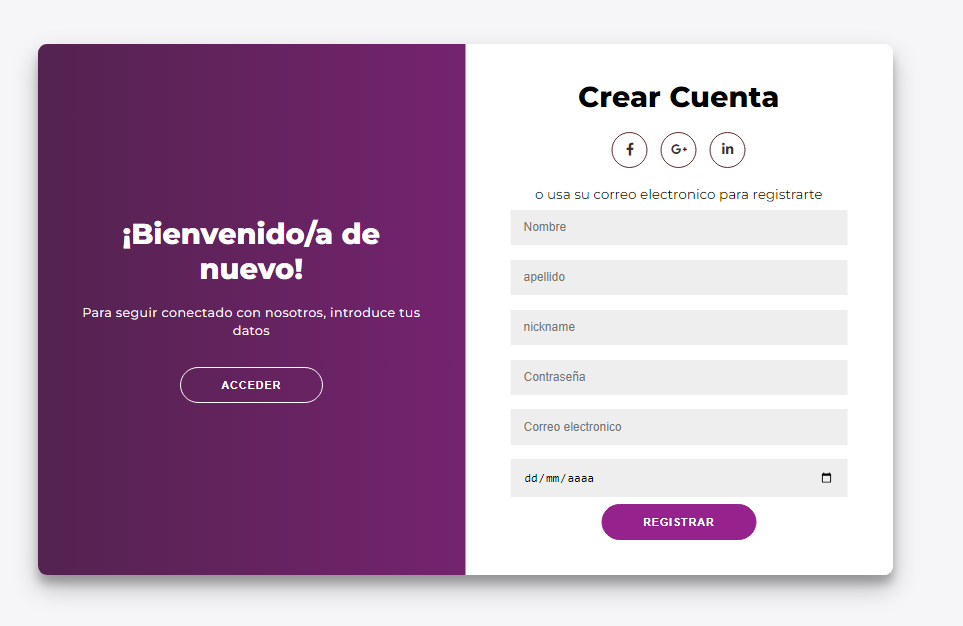 ¡Bienvenido/a de
nuevo!
Para seguir conectado con nosotros, introduce tus
datos
ACCEDER
Crear Cuenta
f
G+
in
o usa su correo electronico para registrarte
Nombre
apellido
nickname
Contraseña
Correo electronico
dd/mm/aaaa
REGISTRAR